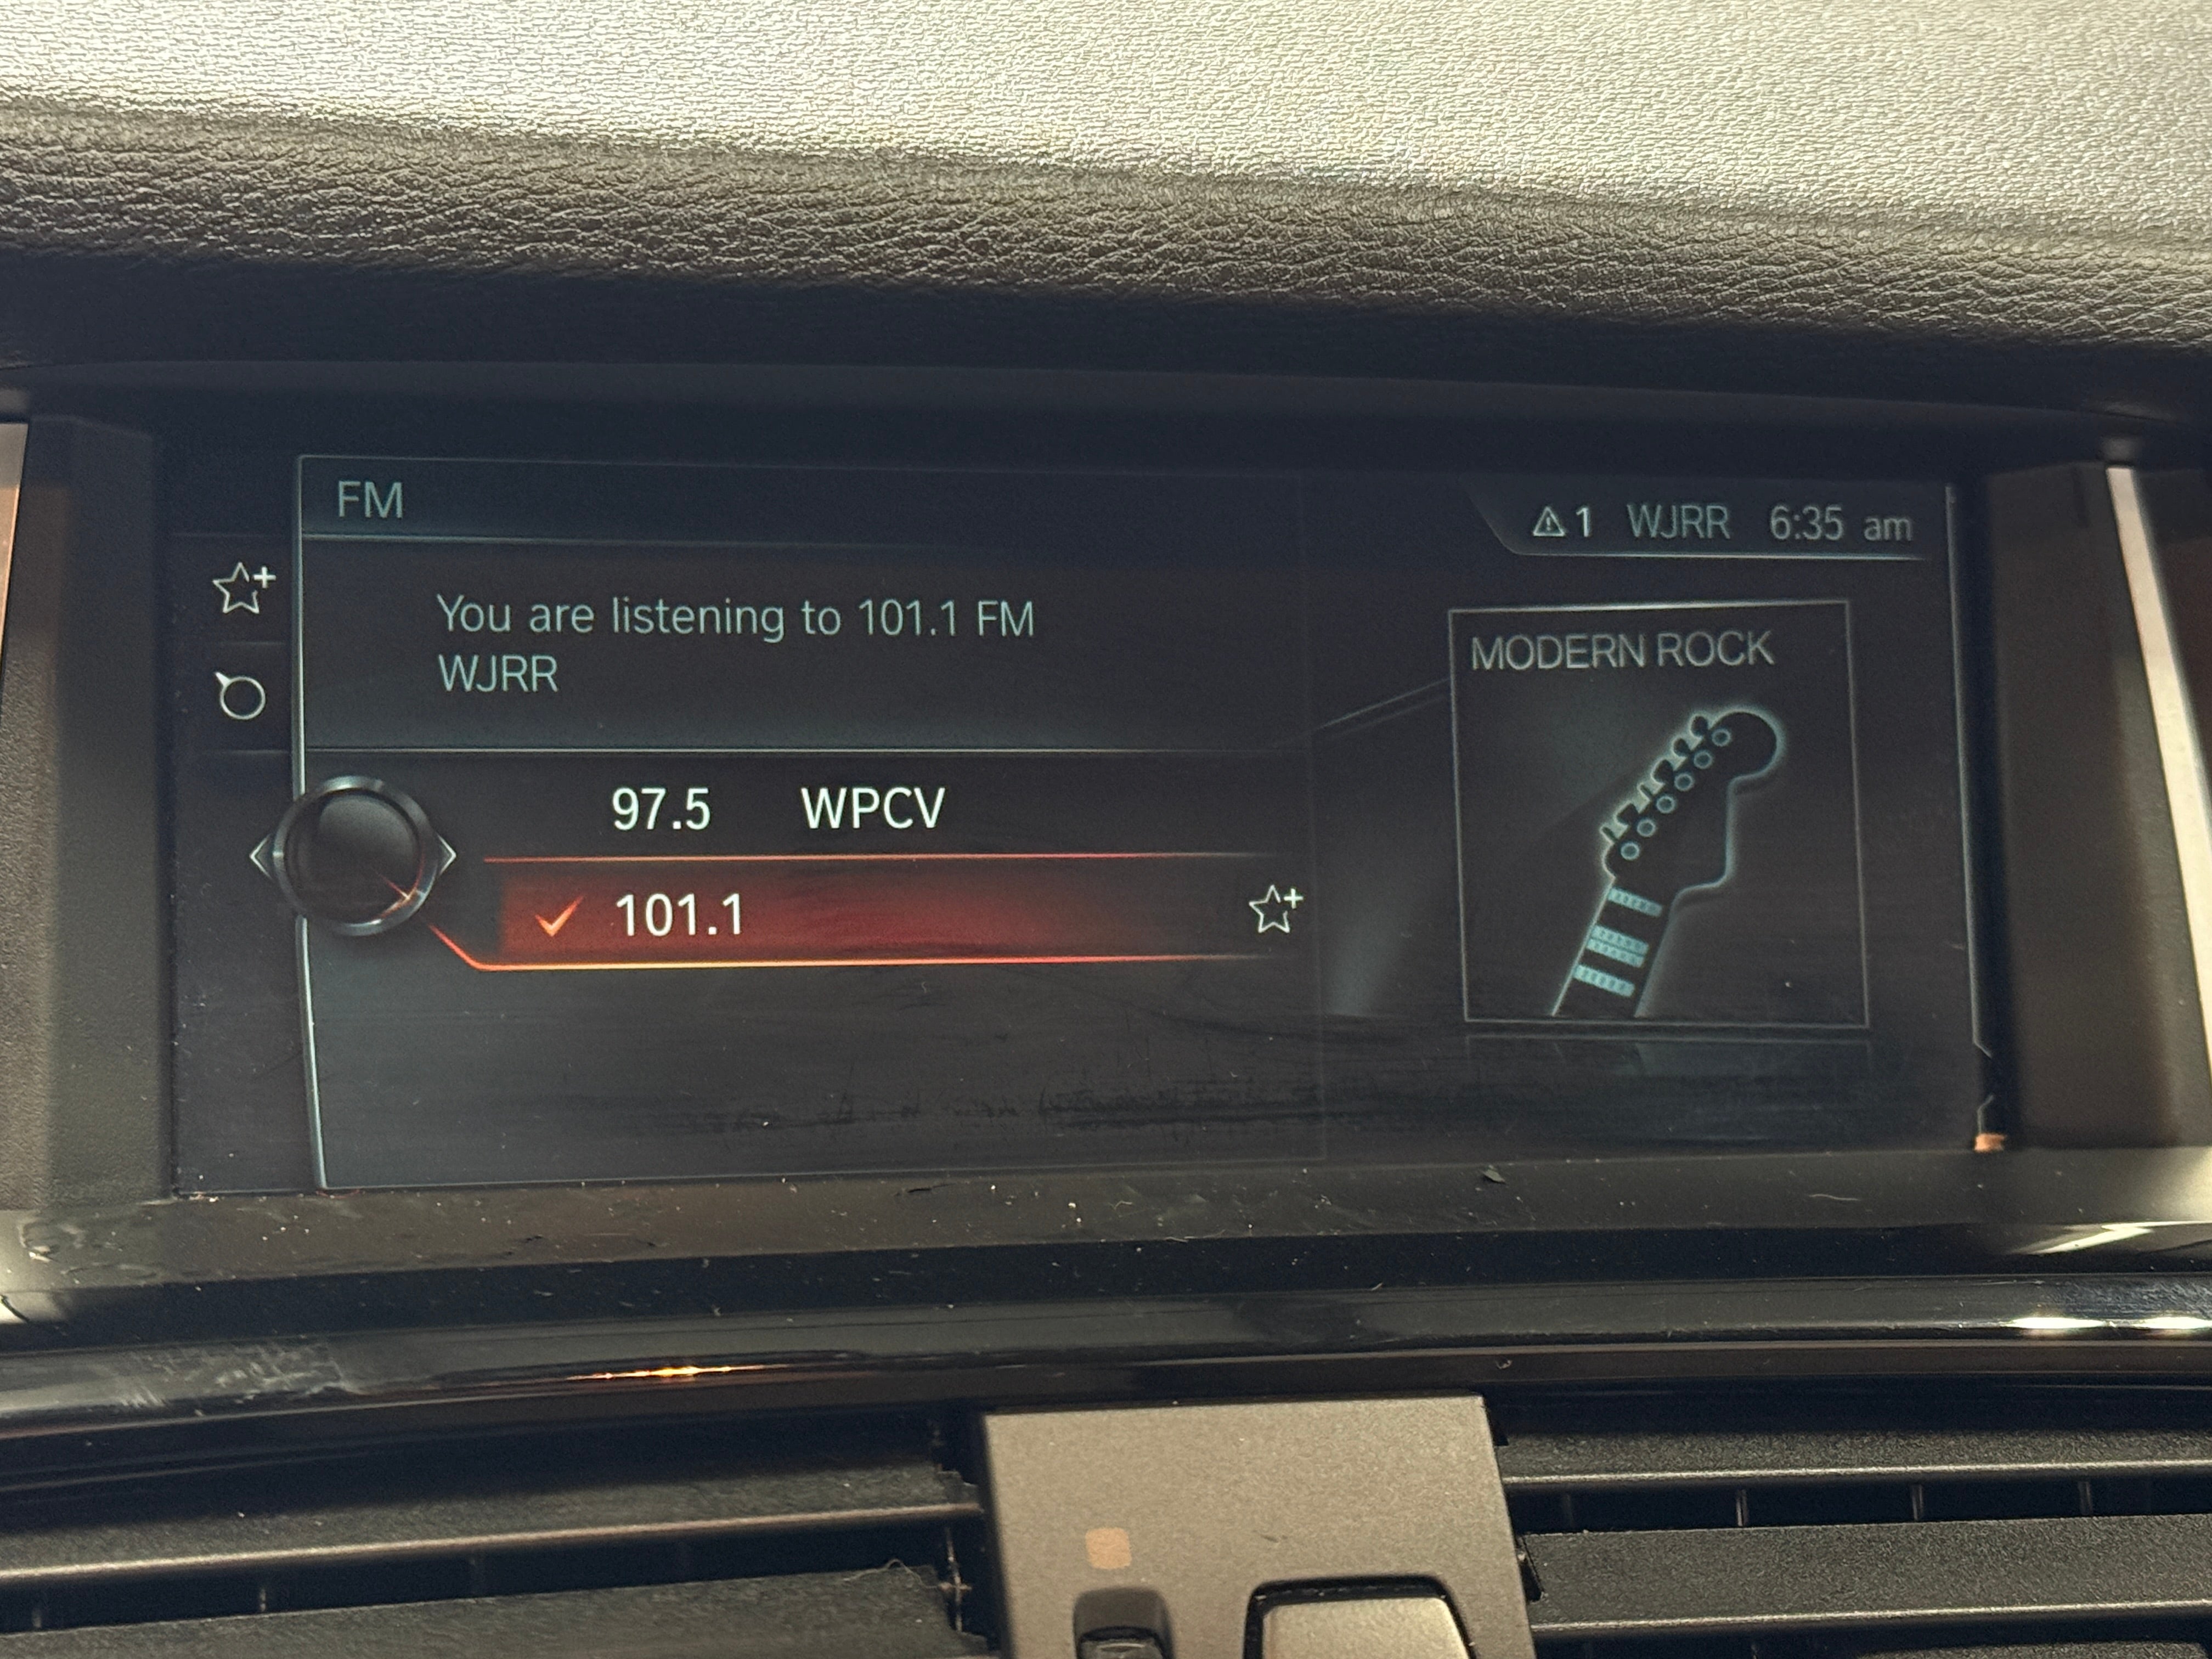 FM
1 WJRR 6:35 am
You are listening to 101.1 FM
WJRR
MODERN ROCK
97.5 WPCV
101.1